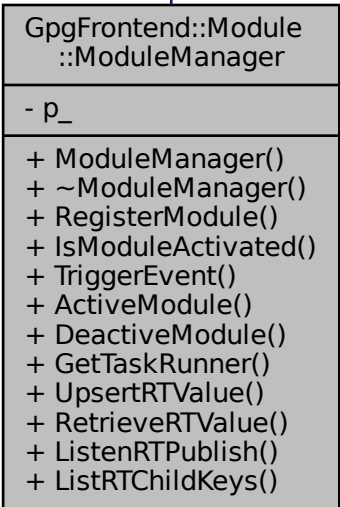 GpgFrontend::Module
::ModuleManager
- p_
+ ModuleManager()
+ ~ModuleManager()
+ RegisterModule()
+ IsModuleActivated()
+ TriggerEvent()
+ ActiveModule()
+ DeactiveModule()
+ GetTaskRunner()
+ UpsertRTValue()
+ RetrieveRTValue()
+ ListenRTPublish()
+ ListRTChildKeys()